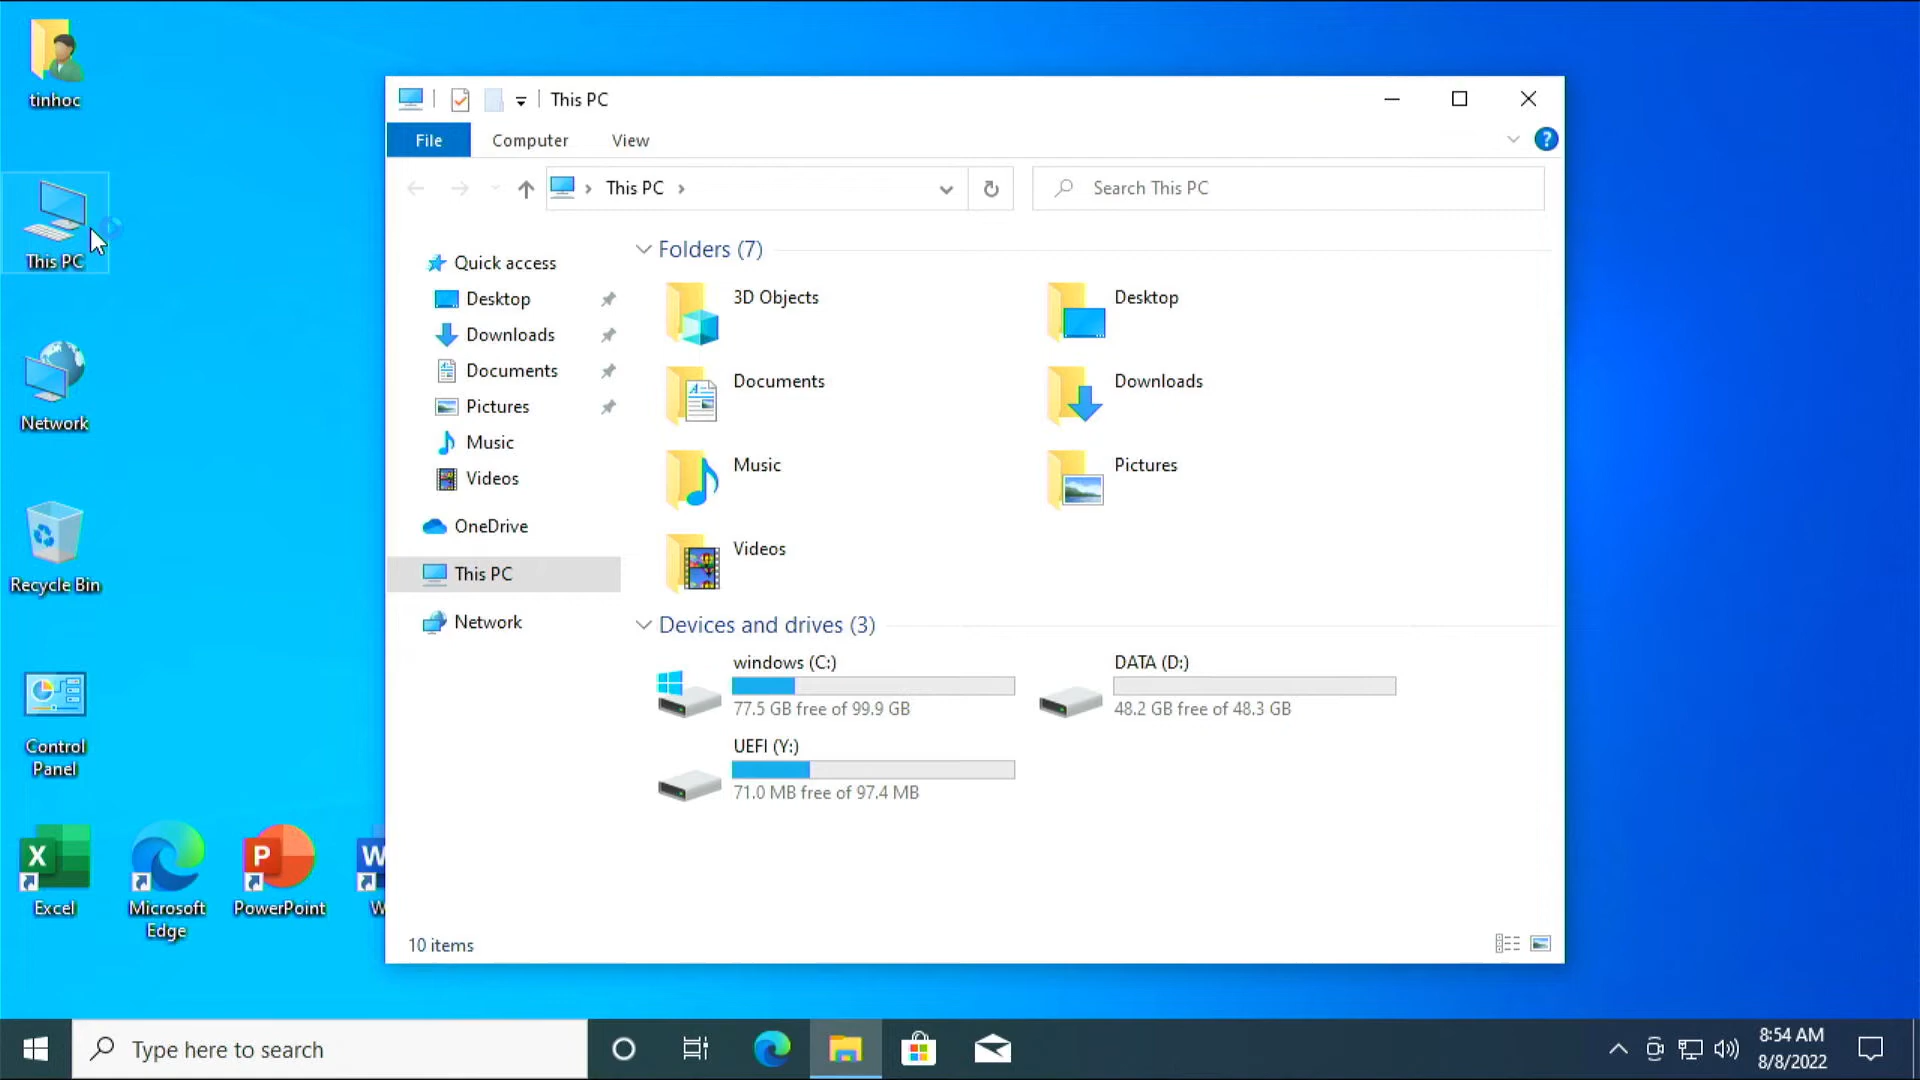 tinhoc
This PC
Network
Recycle Bin
Control
Panel
Excel
Microsoft
Edge
PowerPoint
W
This PC
File
Computer
View
This PC
Search This PC
Quick access
Desktop
Downloads
Documents
Pictures
Music
Videos
OneDrive
This PC
Network
Folders (7)
3D Objects
Desktop
Documents
Downloads
Music
Pictures
Videos
Devices and drives (3)
windows (C:)
77.5 GB free of 99.9 GB
DATA (D:)
48.2 GB free of 48.3 GB
UEFI (Y:)
71.0 MB free of 97.4 MB
10 items
Type here to search
8:54 AM
8/8/2022